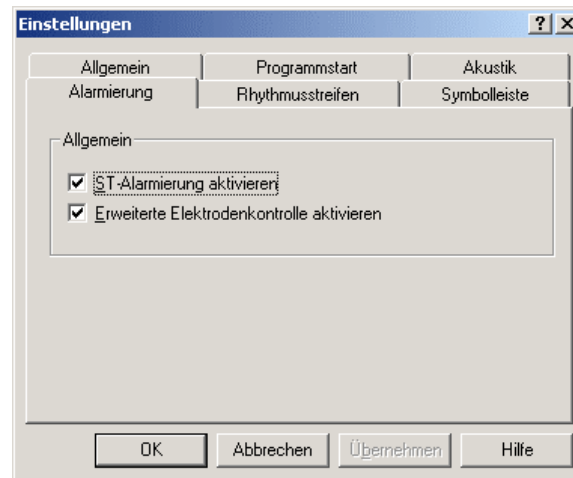 Einstellungen
Allgemein Programmstart Akustik
Alarmierung Rhythmusstreifen Symbolleiste
Allgemein
ST-Alarmierung aktivieren
Erweiterte Elektrodenkontrolle aktivieren
OK Abbrechen Übernehmen Hilfe